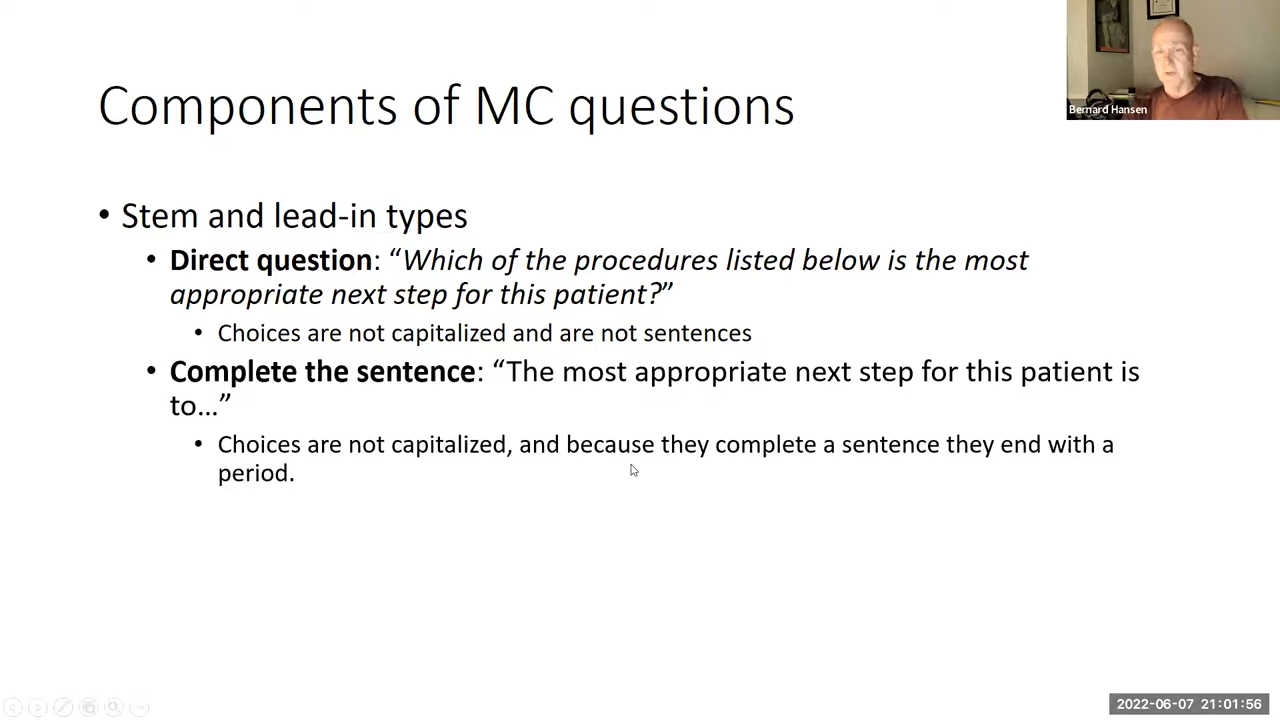 Components of MC questions
Bernard Hansen
• Stem and lead-in types
• Direct question: “Which of the procedures listed below is the most
appropriate next step for this patient?”
• Choices are not capitalized and are not sentences
• Complete the sentence: “The most appropriate next step for this patient is
to…”
• Choices are not capitalized, and because they complete a sentence they end with a
period.
2022-06-07 21:01:56